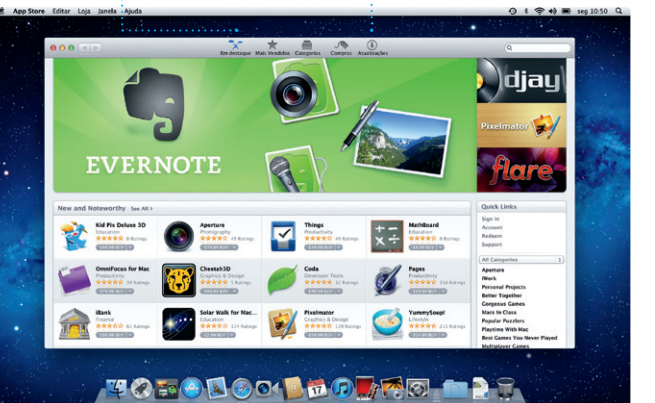 App Store Editar Loja Janela Ajuda
seg 10:50
Em destaque Mais Vendidos Categorias Compras Atualizações
EVERNOTE
djay
Pixelmator
flare
New and Noteworthy See All >
Quick Links
Kid Pix Deluxe 3D
Education
Aperture
Photography
Things
Productivity
MathBoard
Education
OmniFocus for Mac
Productivity
Cheetah3D
Graphics & Design
5 Ratings
Coda
Developer Tools
Pages
Productivity
iBank
Finance
Solar Walk for Mac...
Education
Pixelmator
Graphics & Design
YummySoup!
Lifestyle
Sign In
Account
Redeem
Support
All Categories
Aperture
iWork
Personal Projects
Better Together
Gorgeous Games
Macs In Class
Popular Puzzlers
Playtime With Mac
Best Games You Never Played
Multiplayer Games
17